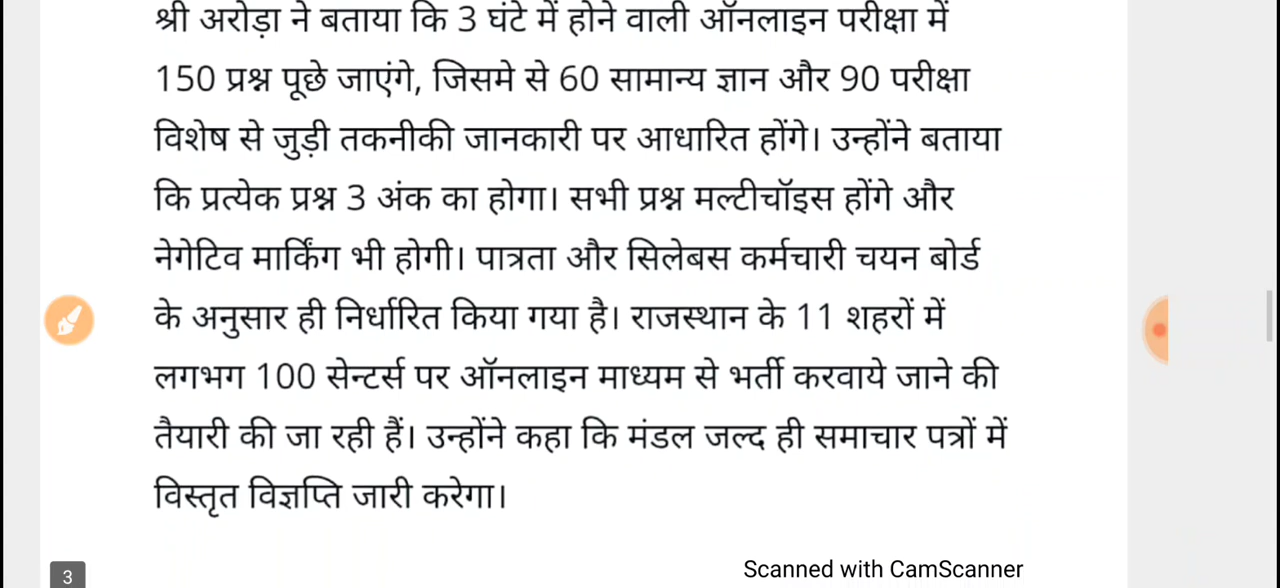 श्री अरोड़ा ने बताया कि 3 घंटे में होने वाली ऑनलाइन परीक्षा में
150 प्रश्न पूछे जाएंगे, जिसमे से 60 सामान्य ज्ञान और 90 परीक्षा
विशेष से जुड़ी तकनीकी जानकारी पर आधारित होंगे। उन्होंने बताया
कि प्रत्येक प्रश्न 3 अंक का होगा। सभी प्रश्न मल्टीचॉइस होंगे और
नेगेटिव मार्किंग भी होगी। पात्रता और सिलेबस कर्मचारी चयन बोर्ड
के अनुसार ही निर्धारित किया गया है। राजस्थान के 11 शहरों में
लगभग 100 सेन्टर्स पर ऑनलाइन माध्यम से भर्ती करवाये जाने की
तैयारी की जा रही हैं। उन्होंने कहा कि मंडल जल्द ही समाचार पत्रों में
विस्तृत विज्ञप्ति जारी करेगा।
3
Scanned with CamScanner